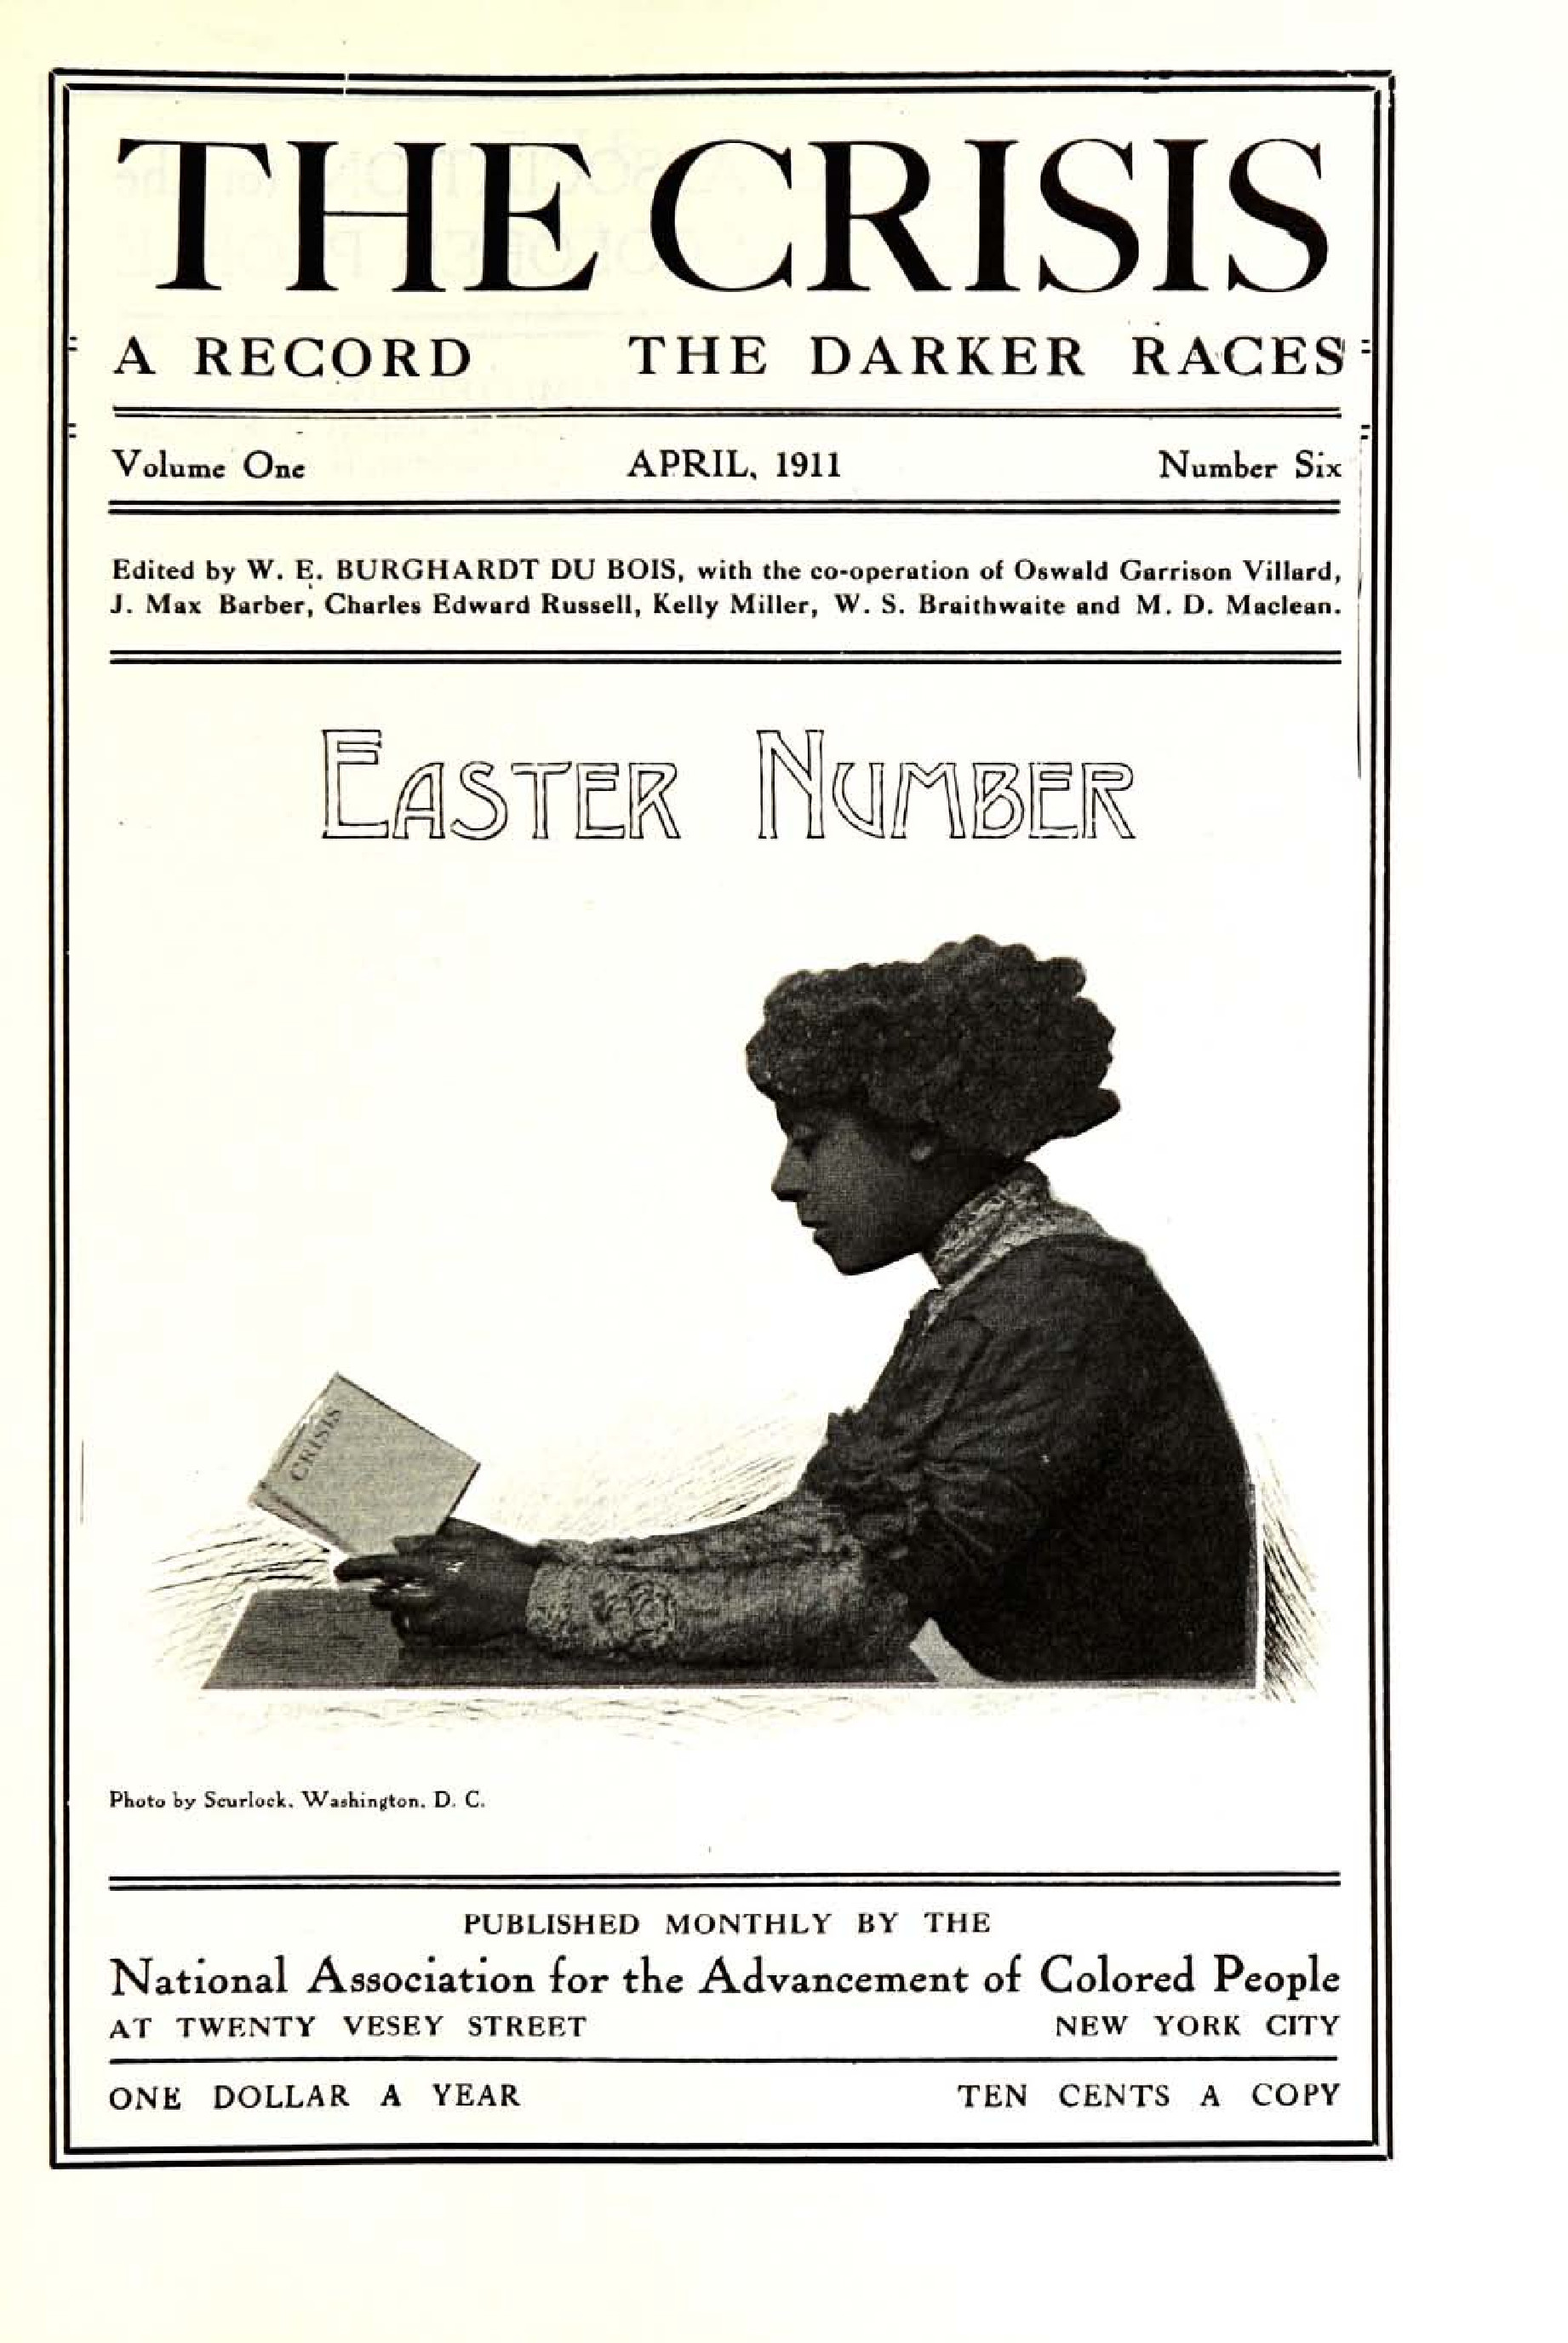 THE CRISIS
A RECORD THE DARKER RACES
Volume One APRIL, 1911 Number Six
Edited by W. E. BURGHARDT DU BOIS, with the co-operation of Oswald Garrison Villard,
J. Max Barber, Charles Edward Russell, Kelly Miller, W. S. Braithwaite and M. D. Maclean.
EASTER NUMBER
CRISIS
Photo by Scurlock, Washington, D. C.
PUBLISHED MONTHLY BY THE
National Association for the Advancement of Colored People
AT TWENTY VESEY STREET NEW YORK CITY
ONE DOLLAR A YEAR TEN CENTS A COPY